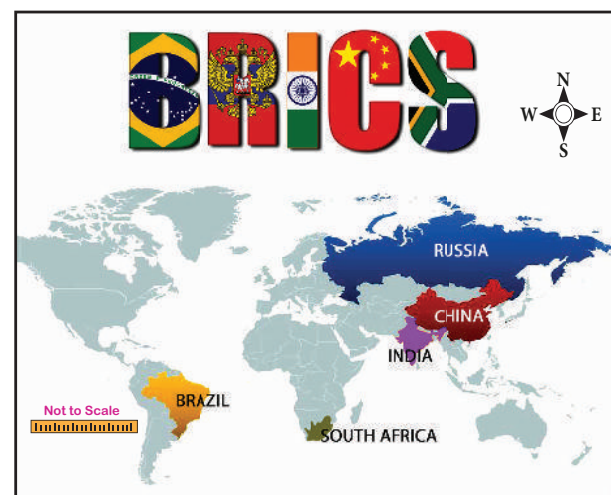 BRICS
N
W E
S
RUSSIA
CHINA
INDIA
BRAZIL
Not to Scale
SOUTH AFRICA